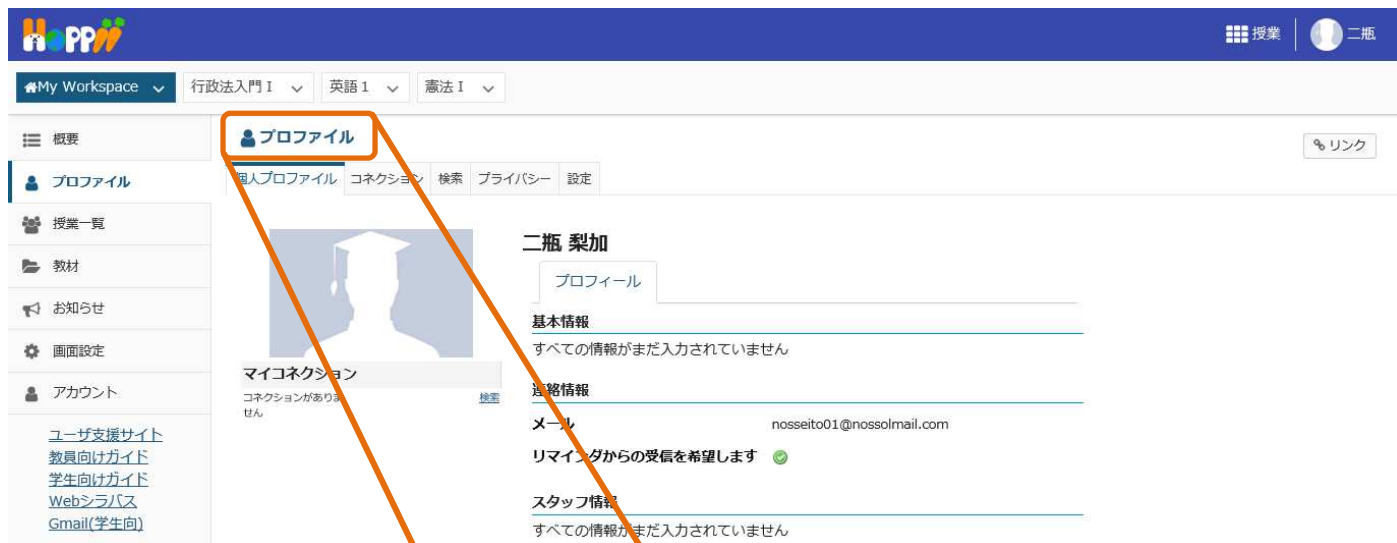 Hoppii
授業
二瓶
My Workspace
行政法入門 I
英語 1
憲法 I
概要
プロファイル
授業一覧
教材
お知らせ
画面設定
アカウント
ユーザ支援サイト
教員向けガイド
学生向けガイド
Webシラバス
Gmail(学生向)
プロファイル
リンク
個人プロファイル コネクション 検索 プライバシー 設定
マイコネクション
コネクションがありま
せん
検索
二瓶 梨加
プロフィール
基本情報
すべての情報がまだ入力されていません
連絡情報
メール nosseito01@nossolmail.com
リマインダからの受信を希望します
スタッフ情報
すべての情報がまだ入力されていません